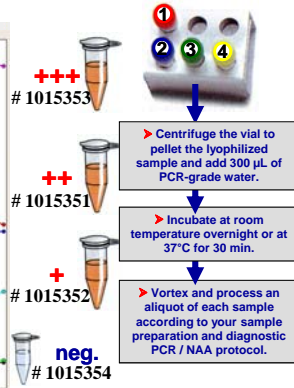 +++
# 1015353
++
# 1015351
+
# 1015352
neg.
# 1015354
1
2
3
4
➤ Centrifuge the vial to
pellet the lyophilized
sample and add 300 µL of
PCR-grade water.
➤ Incubate at room
temperature overnight or at
37°C for 30 min.
➤ Vortex and process an
aliquot of each sample
according to your sample
preparation and diagnostic
PCR / NAA protocol.